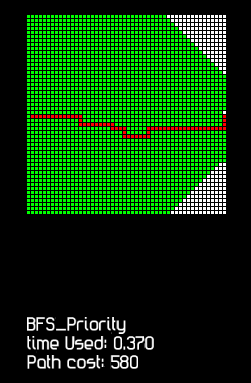 BFS_Priority
time Used: 0.370
Path cost: 580